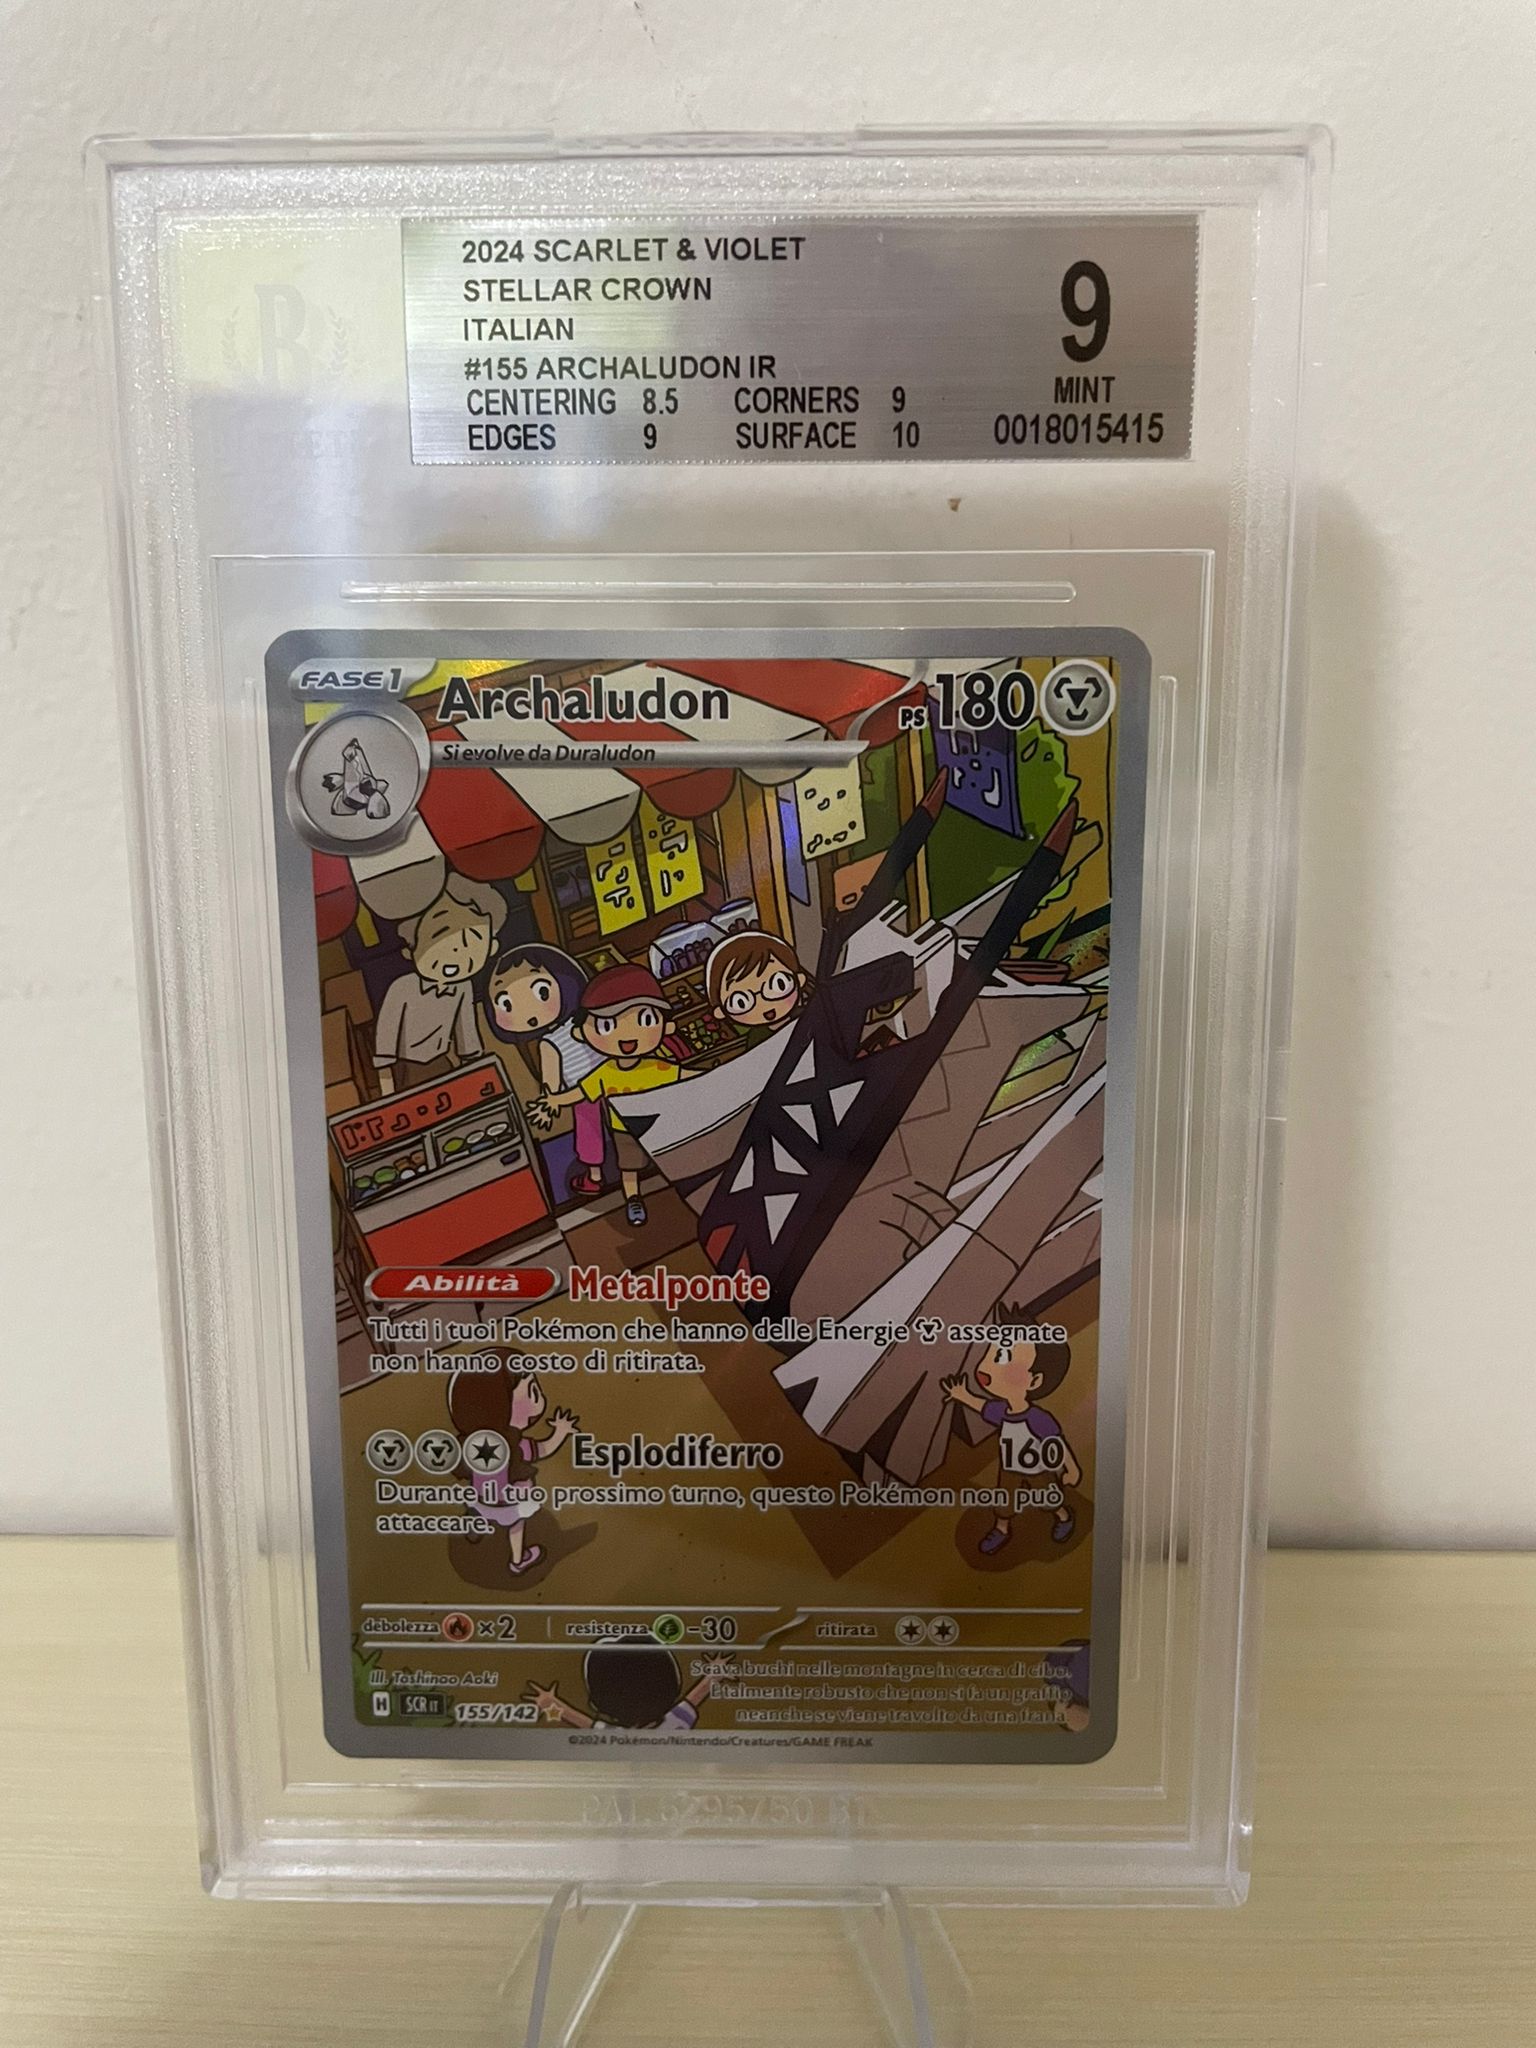 2024 SCARLET & VIOLET
STELLAR CROWN
ITALIAN
#155 ARCHALUDON IR
CENTERING 8.5 CORNERS 9
EDGES 9 SURFACE 10
9
MINT
0018015415
B
FASE 1
Archaludon
PS 180
Si evolve da Duraludon
Abilità Metalponte
Tutti i tuoi Pokémon che hanno delle Energie assegnate
non hanno costo di ritirata.
Esplodiferro 160
Durante il tuo prossimo turno, questo Pokémon non può
attaccare.
debolezza ×2 resistenza -30 ritirata
Ill. Toshinao Aoki
H SCR IT 155/142
Scava buchi nelle montagne in cerca di cibo.
È talmente robusto che non si fa un graffio
neanche se viene travolto da una frana.
©2024 Pokémon/Nintendo/Creatures/GAME FREAK
PAT. 6295750 B1